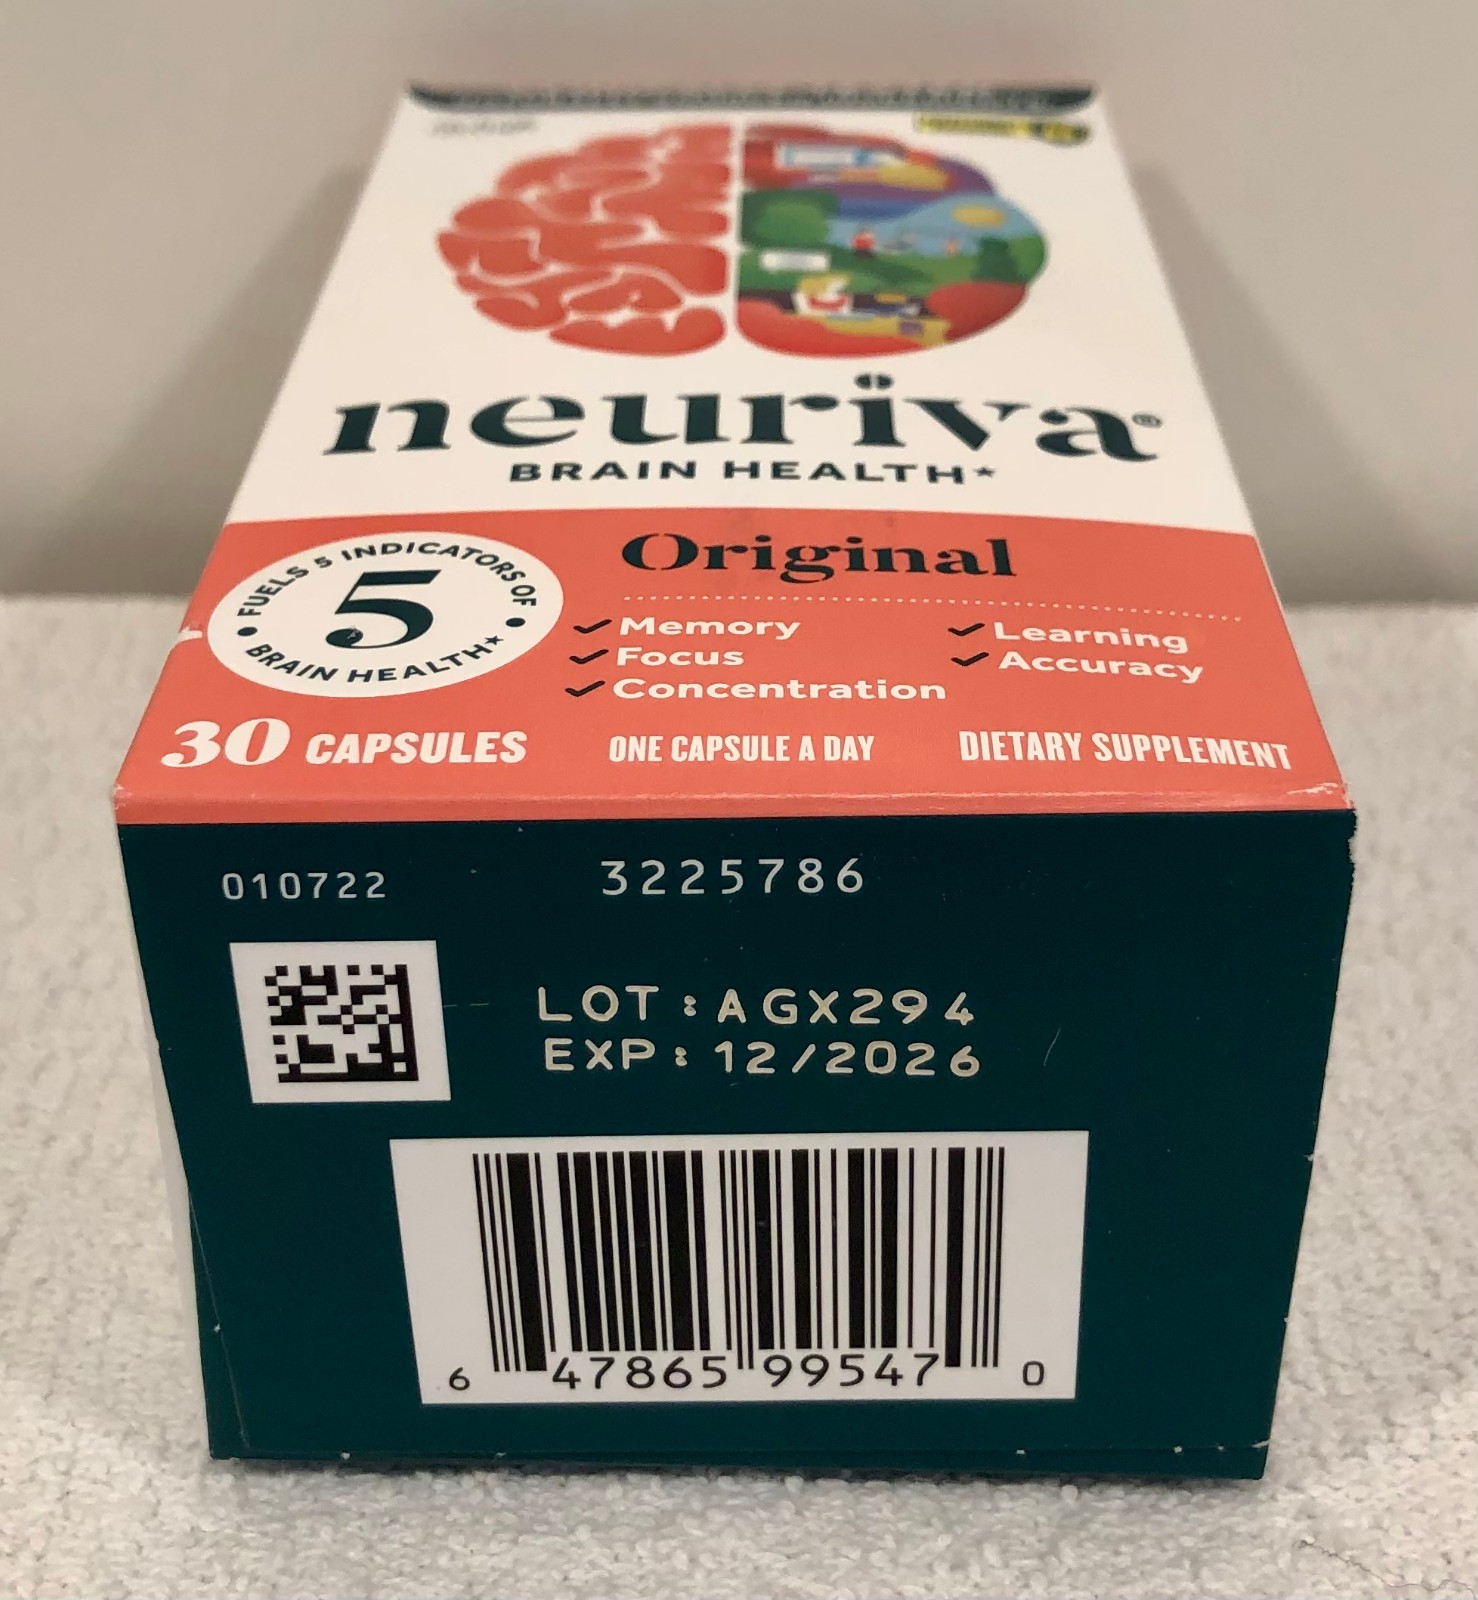 neuriva®
BRAIN HEALTH*
Original
• FUELS 5 INDICATORS OF •
5
BRAIN HEALTH*
✓ Memory
✓ Focus
✓ Concentration
✓ Learning
✓ Accuracy
30 CAPSULES
ONE CAPSULE A DAY
DIETARY SUPPLEMENT
010722
3225786
LOT : AGX294
EXP : 12/2026
6 47865 99547 0